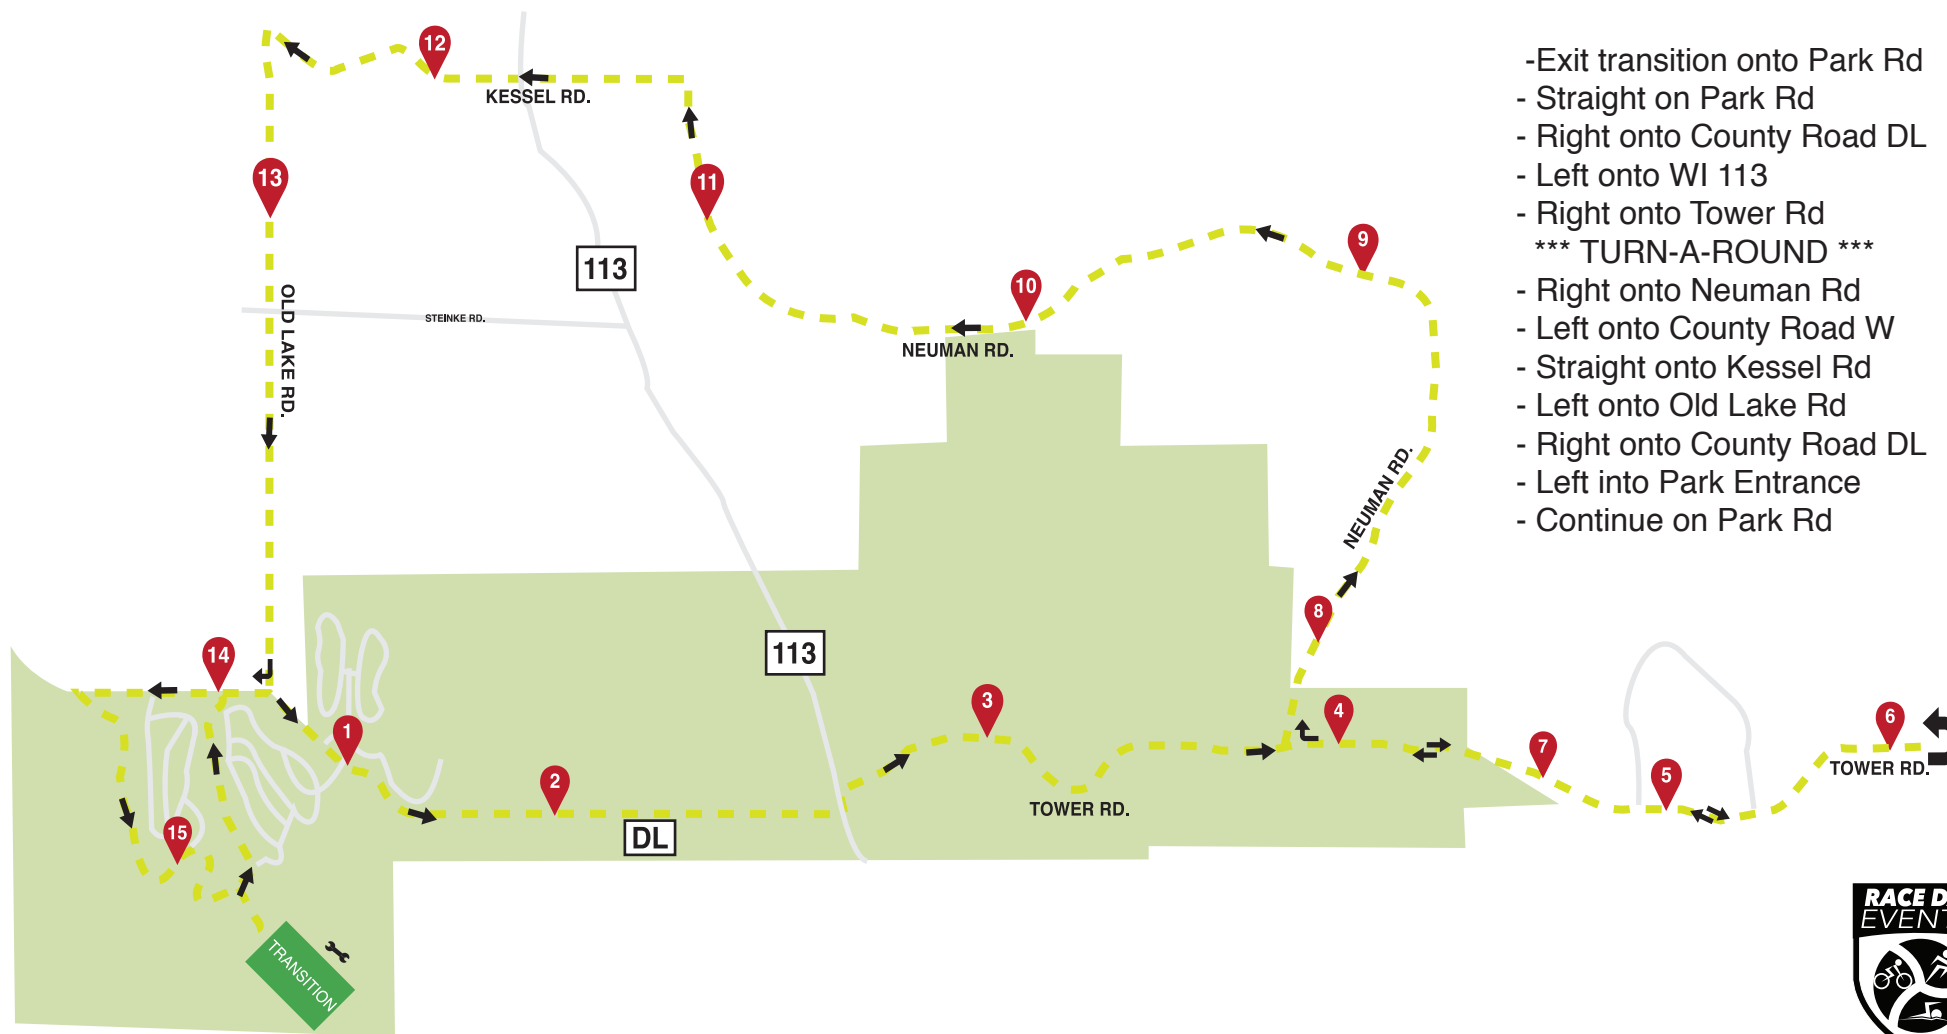 -Exit transition onto Park Rd
- Straight on Park Rd
- Right onto County Road DL
- Left onto WI 113
- Right onto Tower Rd
*** TURN-A-ROUND ***
- Right onto Neuman Rd
- Left onto County Road W
- Straight onto Kessel Rd
- Left onto Old Lake Rd
- Right onto County Road DL
- Left into Park Entrance
- Continue on Park Rd
12
KESSEL RD.
13
11
9
113
10
OLD LAKE RD.
STEINKE RD.
NEUMAN RD.
NEUMAN RD.
8
14
113
3
4
6
1
7
5
TOWER RD.
2
TOWER RD.
DL
15
TRANSITION
RACE D
EVENT